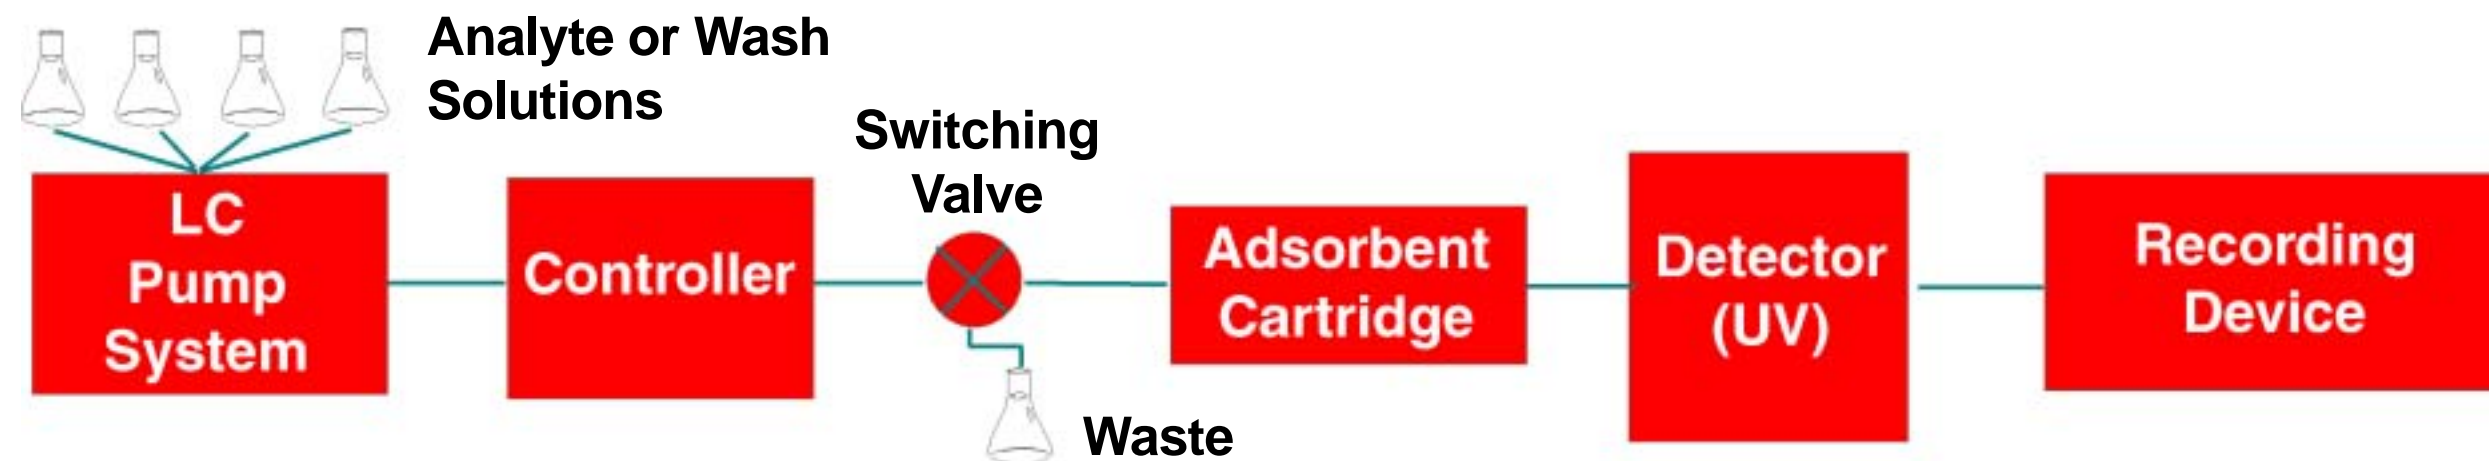 Analyte or Wash
Solutions
Switching
Valve
LC
Pump
System
Controller
Adsorbent
Cartridge
Detector
(UV)
Recording
Device
Waste